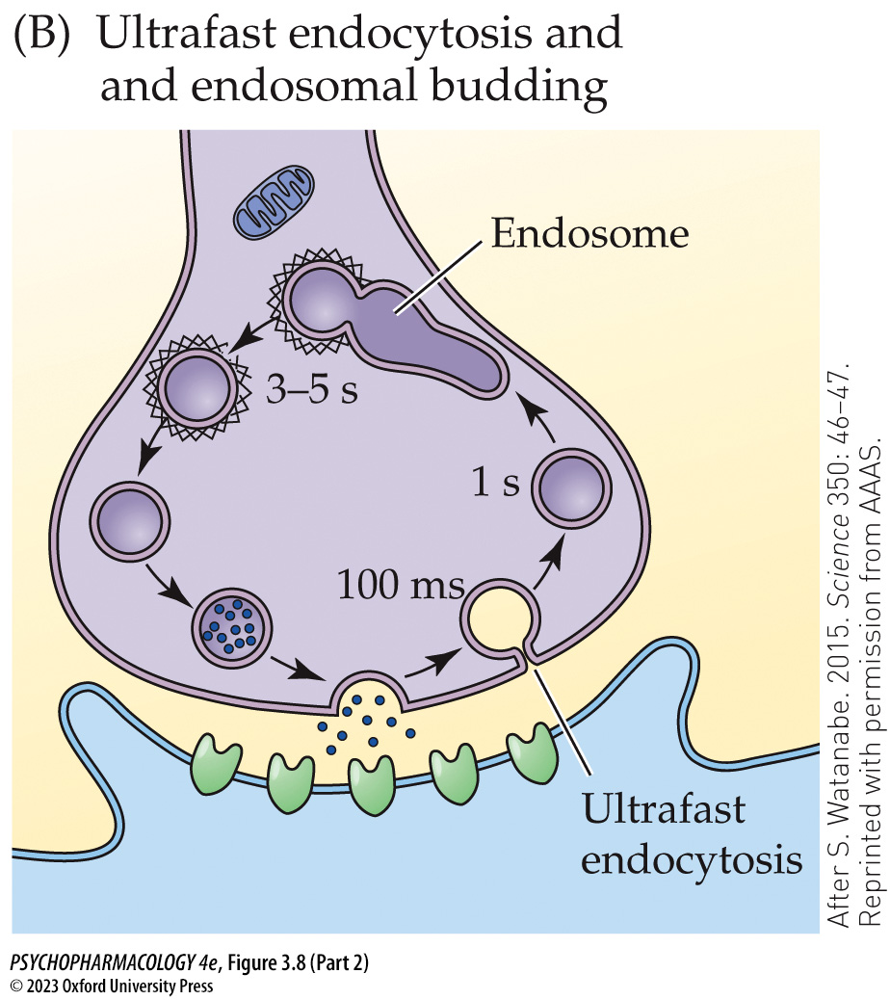 (B) Ultrafast endocytosis and
and endosomal budding
Endosome
3–5 s
1 s
100 ms
Ultrafast
endocytosis
After S. Watanabe. 2015. Science 350: 46–47.
Reprinted with permission from AAAS.
PSYCHOPHARMACOLOGY 4e, Figure 3.8 (Part 2)
© 2023 Oxford University Press